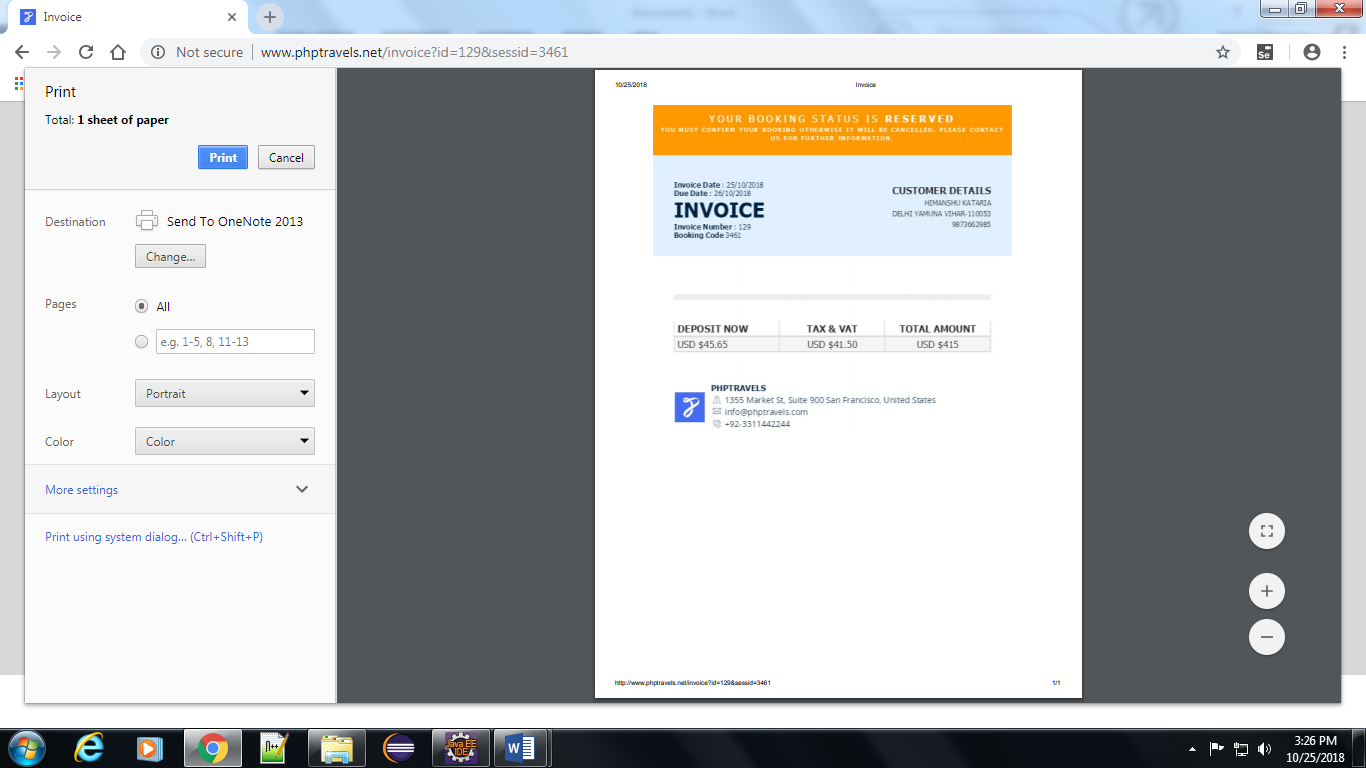 Invoice
Not secure
www.phptravels.net/invoice?id=129&sessid=3461
Se
Print
Total: 1 sheet of paper
Print
Cancel
Destination
Send To OneNote 2013
Change...
Pages
All
e.g. 1-5, 8, 11-13
Layout
Portrait
Color
Color
More settings
Print using system dialog... (Ctrl+Shift+P)
10/25/2018
Invoice
YOUR BOOKING STATUS IS RESERVED
YOU MUST CONFIRM YOUR BOOKING OTHERWISE IT WILL BE CANCELLED, PLEASE CONTACT
US FOR FURTHER INFORMATION.
Invoice Date : 25/10/2018
Due Date : 26/10/2018
INVOICE
Invoice Number : 129
Booking Code 3461
CUSTOMER DETAILS
HIMANSHU KATARIA
DELHI YAMUNA VIHAR-110053
9873662985
DEPOSIT NOW TAX & VAT TOTAL AMOUNT
USD $45.65 USD $41.50 USD $415
PHPTRAVELS
1355 Market St, Suite 900 San Francisco, United States
info@phptravels.com
+92-3311442244
http://www.phptravels.net/invoice?id=129&sessid=3461
1/1
Java EE
IDE
3:26 PM
10/25/2018